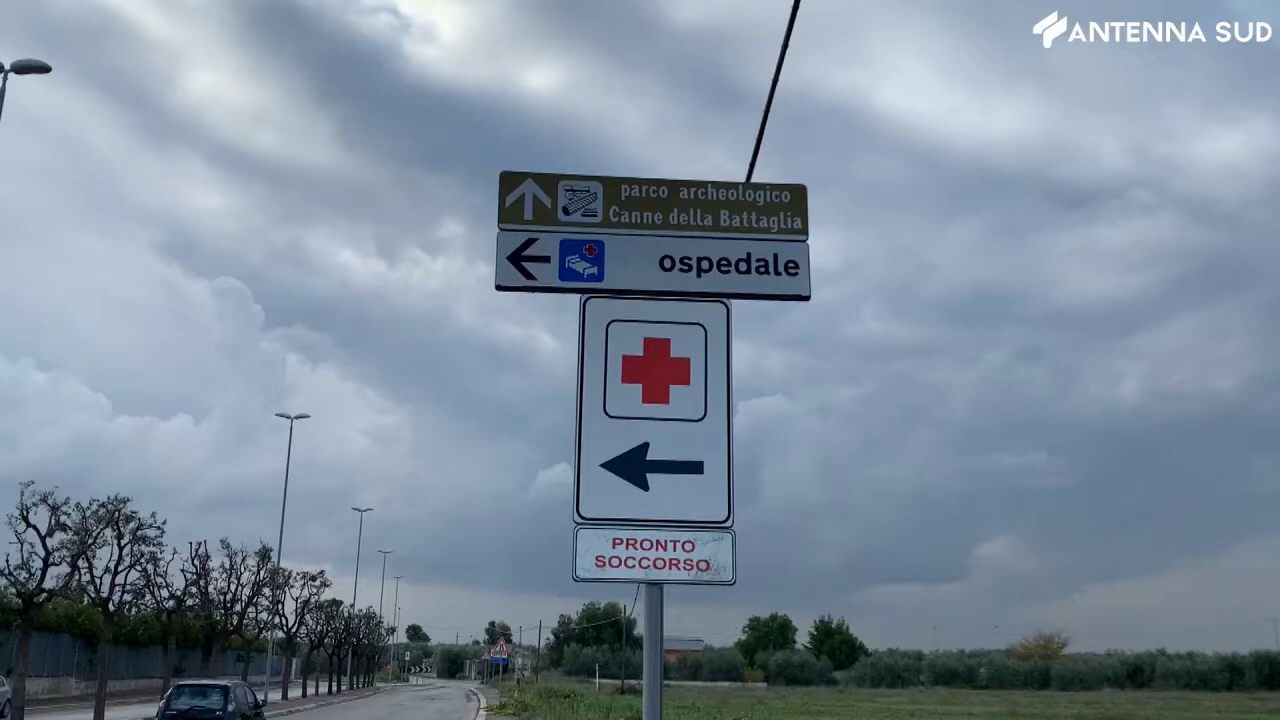 ANTENNA SUD
parco archeologico
Canne della Battaglia
ospedale
PRONTO
SOCCORSO